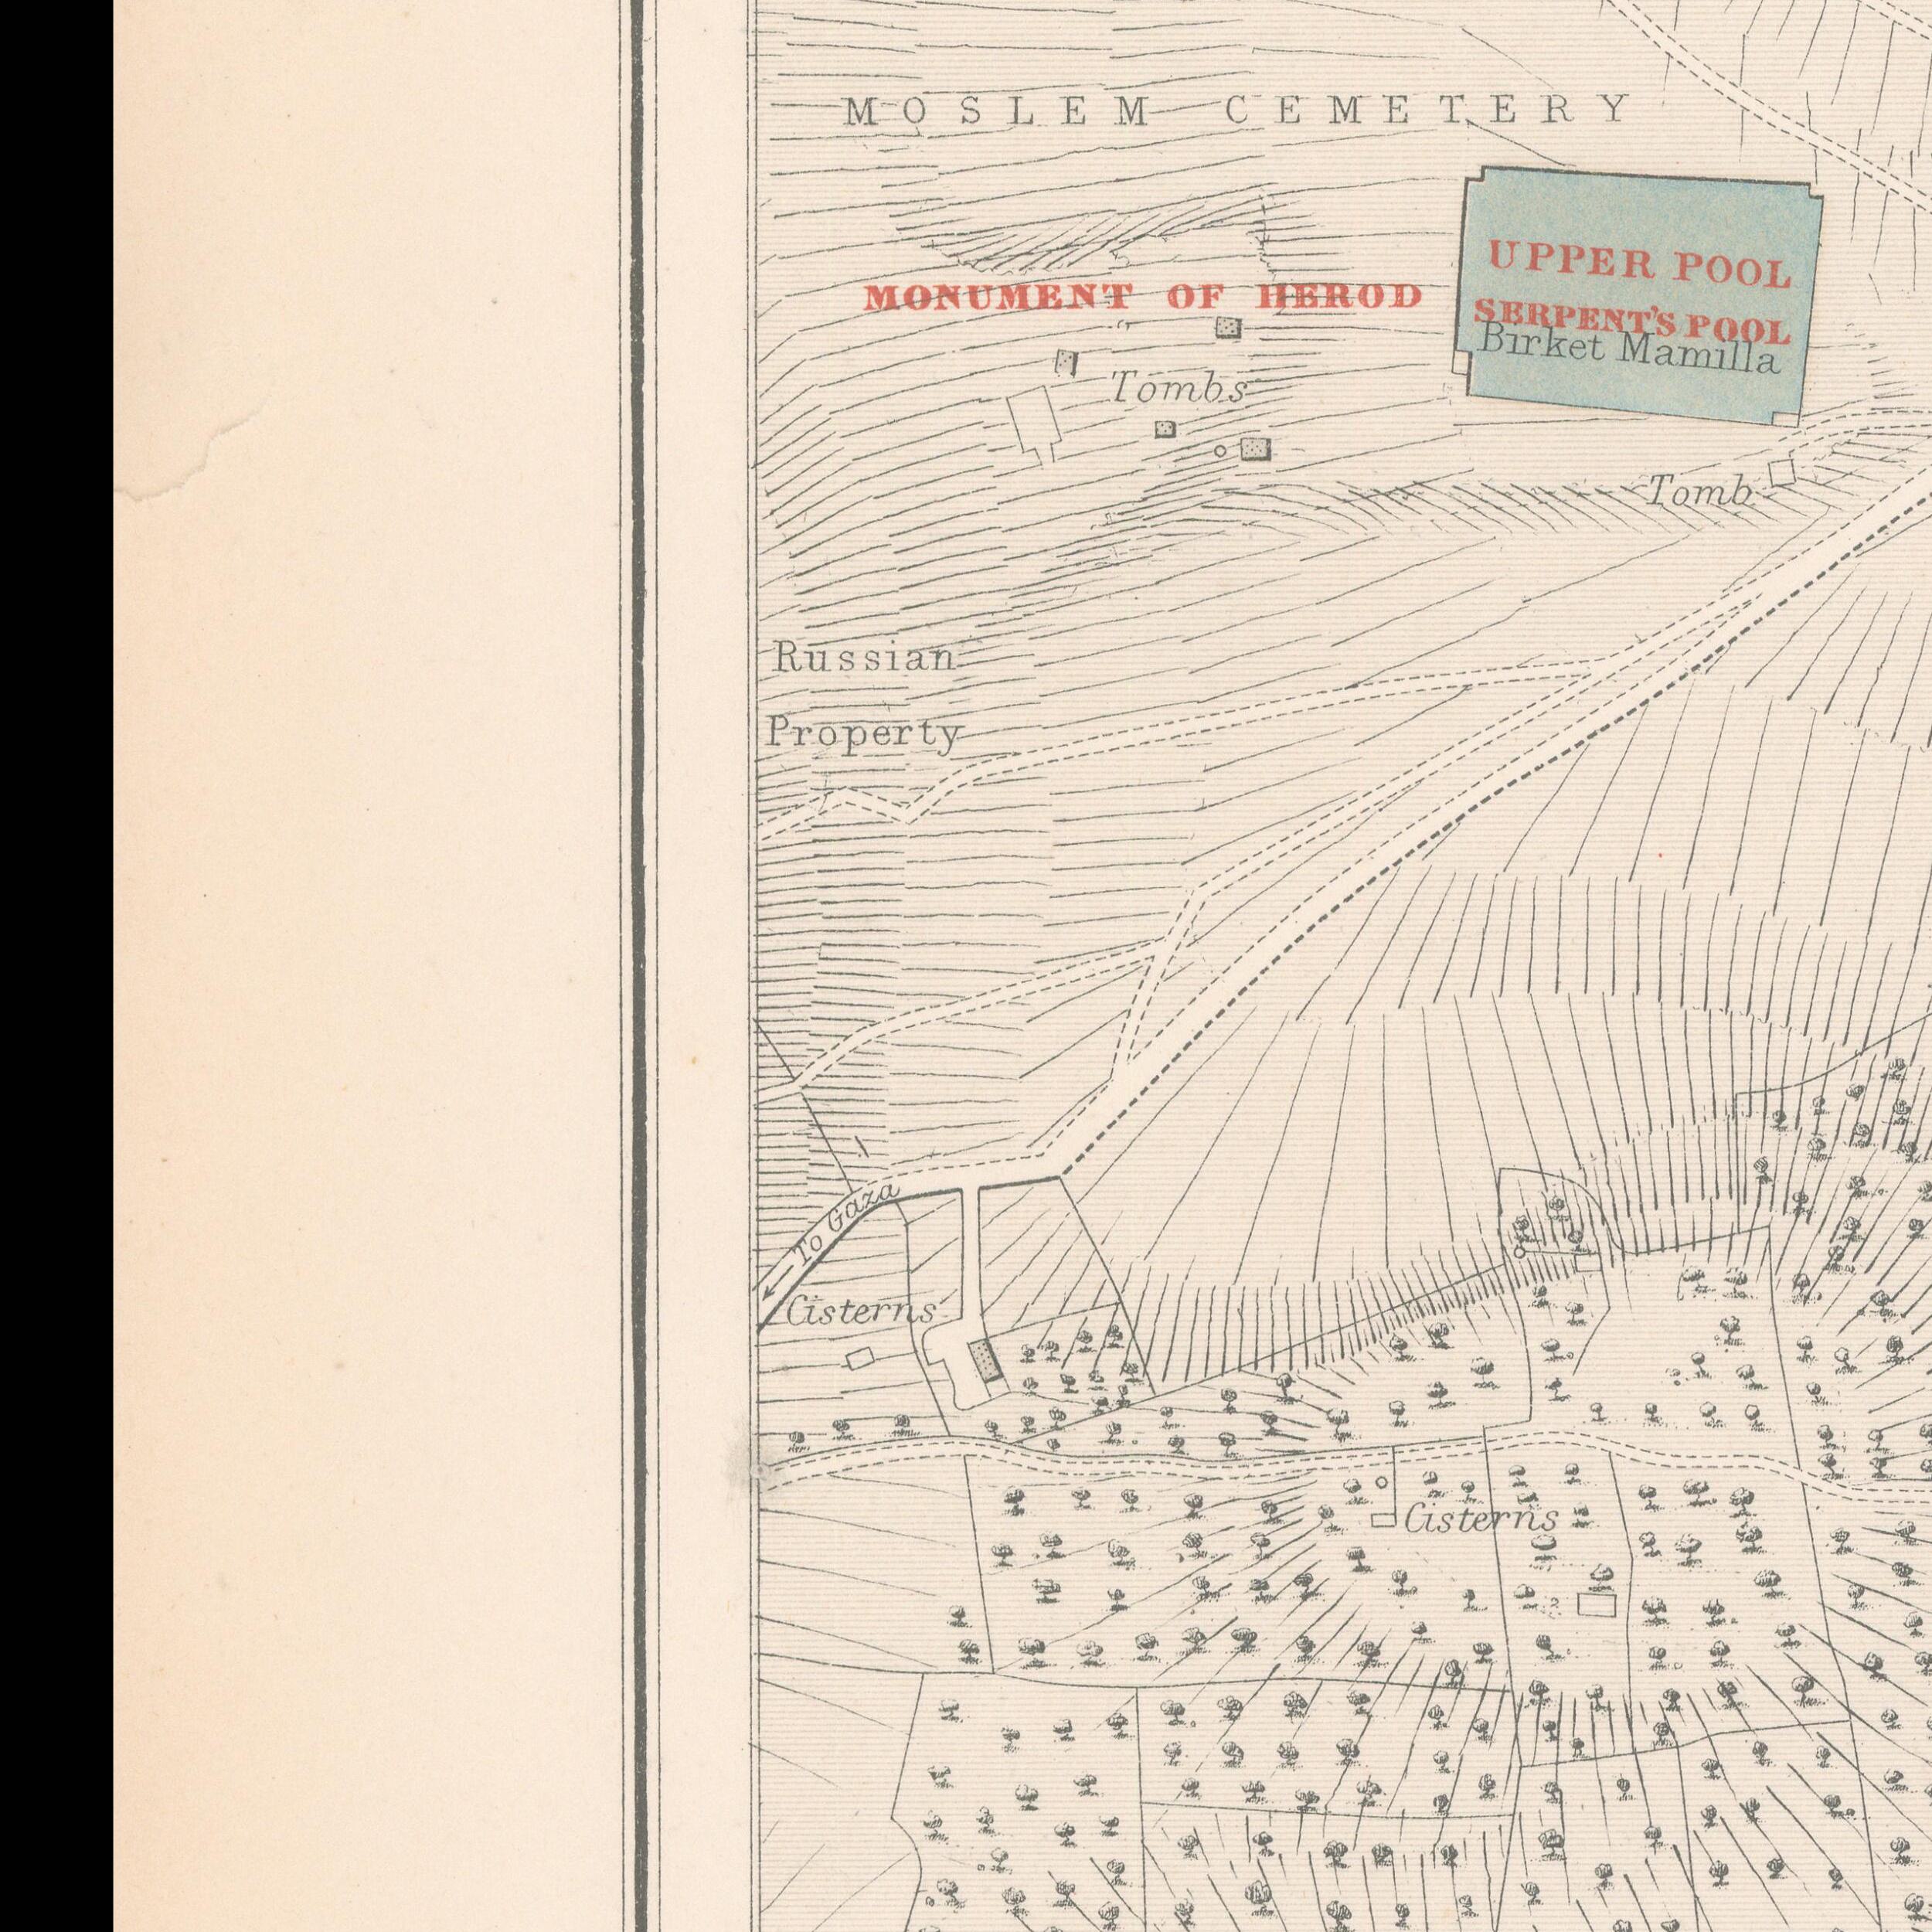 MOSLEM CEMETERY
UPPER POOL
SERPENT'S POOL
Birket Mamilla
MONUMENT OF HEROD
Tombs
Tomb
Russian
Property
To Gaza
Cisterns
Cisterns